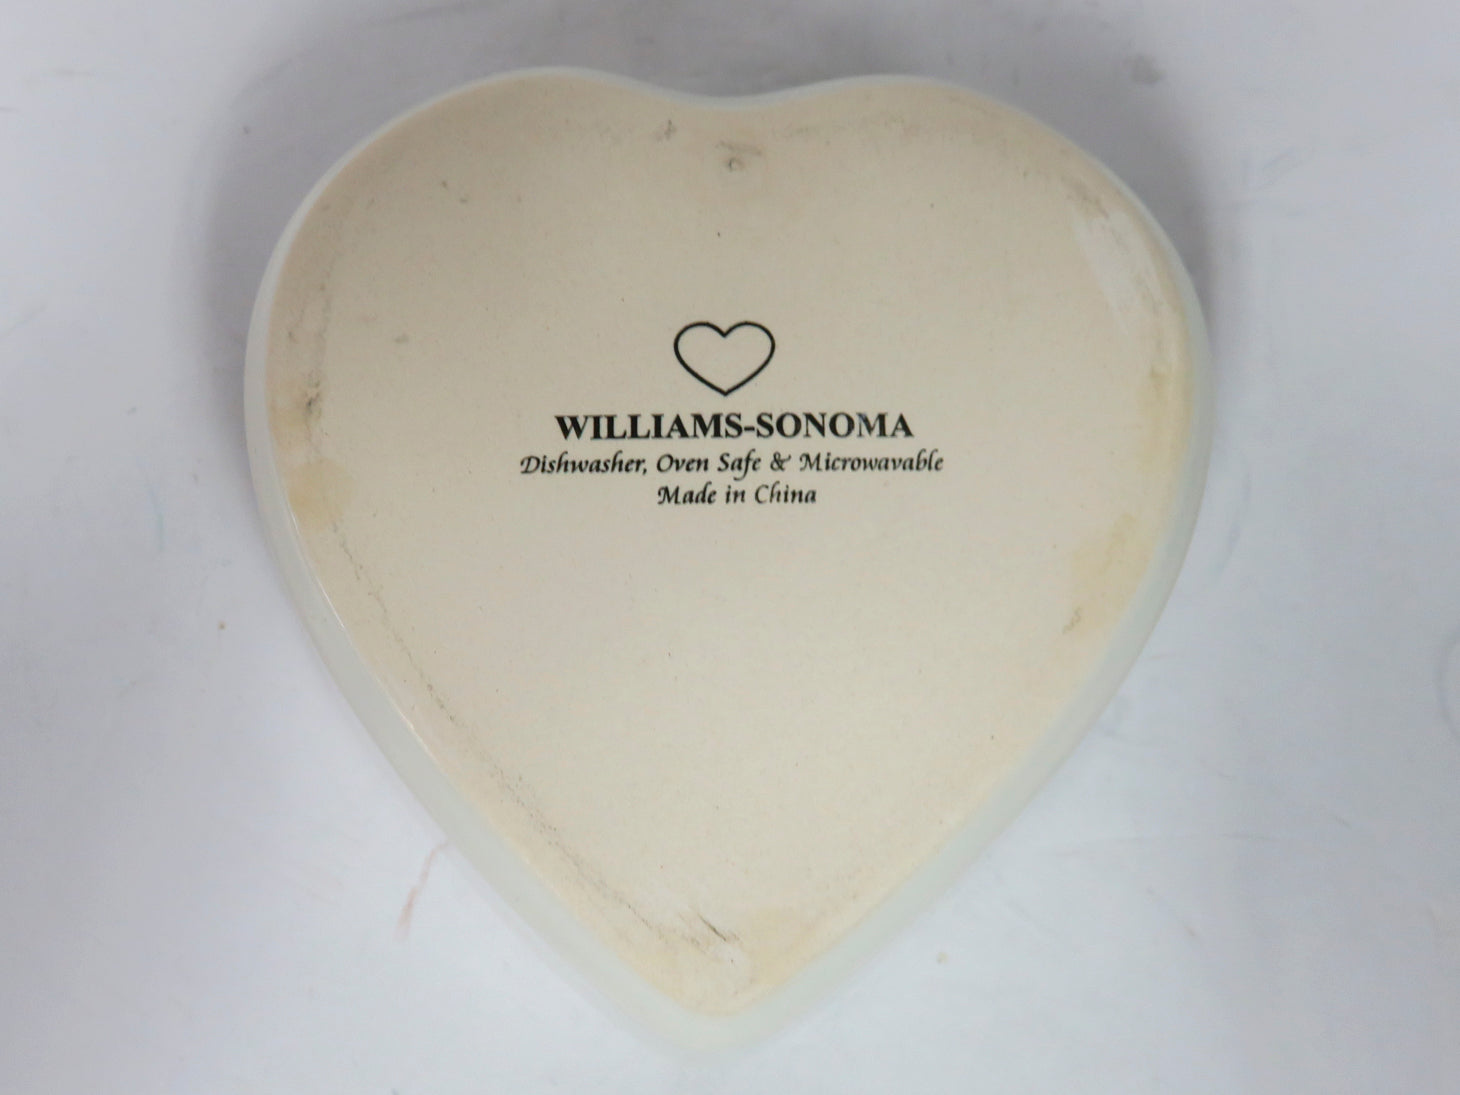 WILLIAMS-SONOMA
Dishwasher, Oven Safe & Microwavable
Made in China